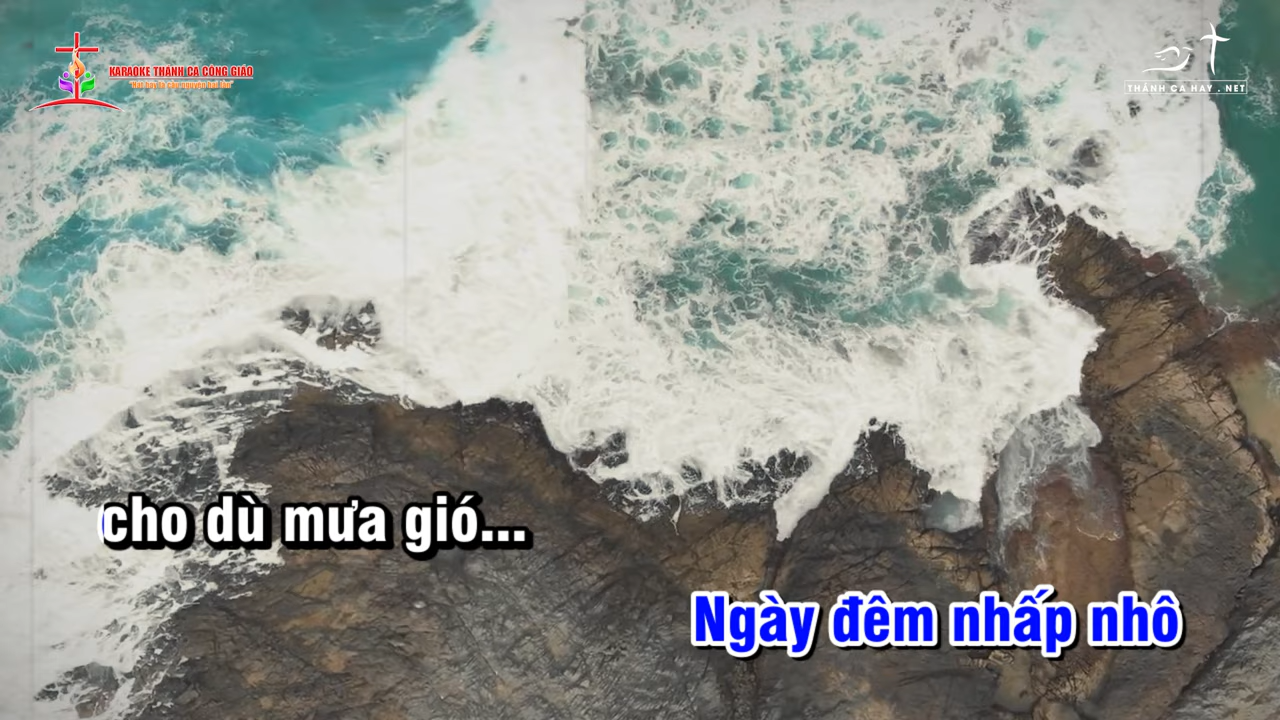 KARAOKE THÁNH CA CÔNG GIÁO
THÁNH CA HAY . NET
cho dù mưa gió...
Ngày đêm nhấp nhô